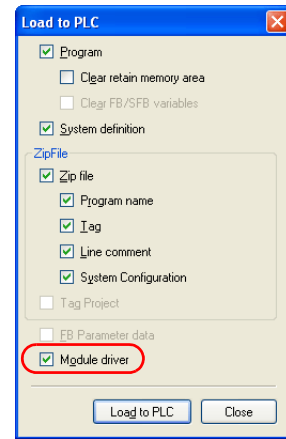 Load to PLC
Program
Clear retain memory area
Clear FB/SFB variables
System definition
ZipFile
Zip file
Program name
Tag
Line comment
System Configuration
Tag Project
FB Parameter data
Module driver
Load to PLC Close